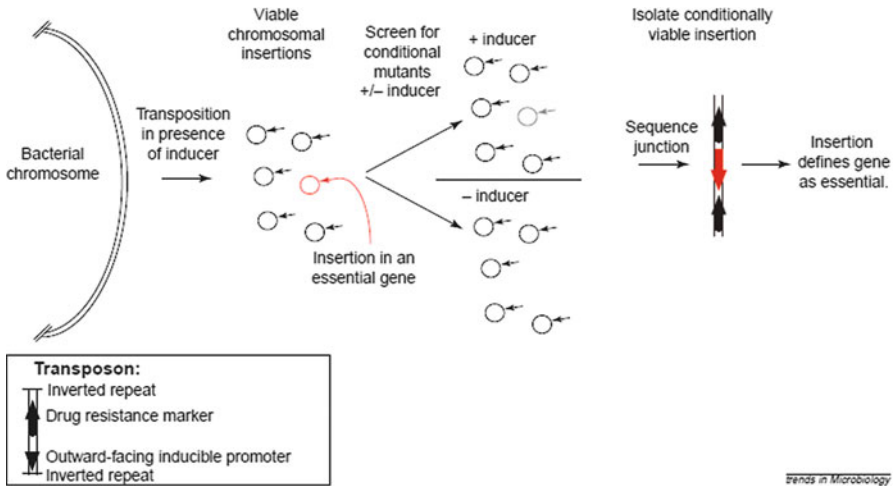 Viable
chromosomal
insertions
Screen for
conditional
mutants
+/– inducer
+ inducer
Isolate conditionally
viable insertion
Bacterial
chromosome
Transposition
in presence
of inducer
Sequence
junction
Insertion
defines gene
as essential.
– inducer
Insertion in an
essential gene
Transposon:
Inverted repeat
Drug resistance marker
Outward-facing inducible promoter
Inverted repeat
trends in Microbiology